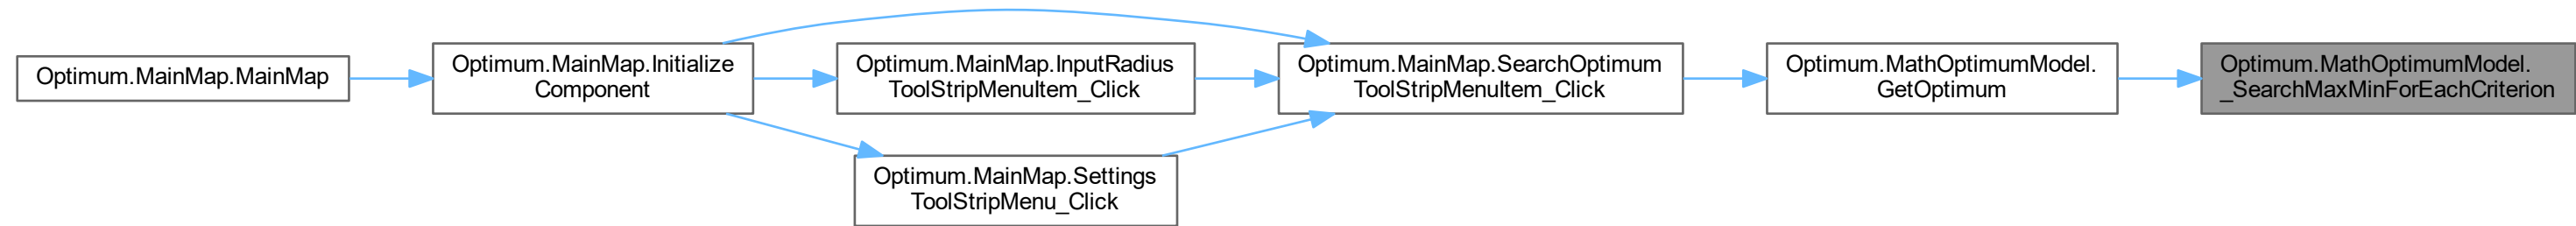 Optimum.MainMap.MainMap
Optimum.MainMap.Initialize
Component
Optimum.MainMap.InputRadius
ToolStripMenuItem_Click
Optimum.MainMap.Settings
ToolStripMenu_Click
Optimum.MainMap.SearchOptimum
ToolStripMenuItem_Click
Optimum.MathOptimumModel.
GetOptimum
Optimum.MathOptimumModel.
_SearchMaxMinForEachCriterion